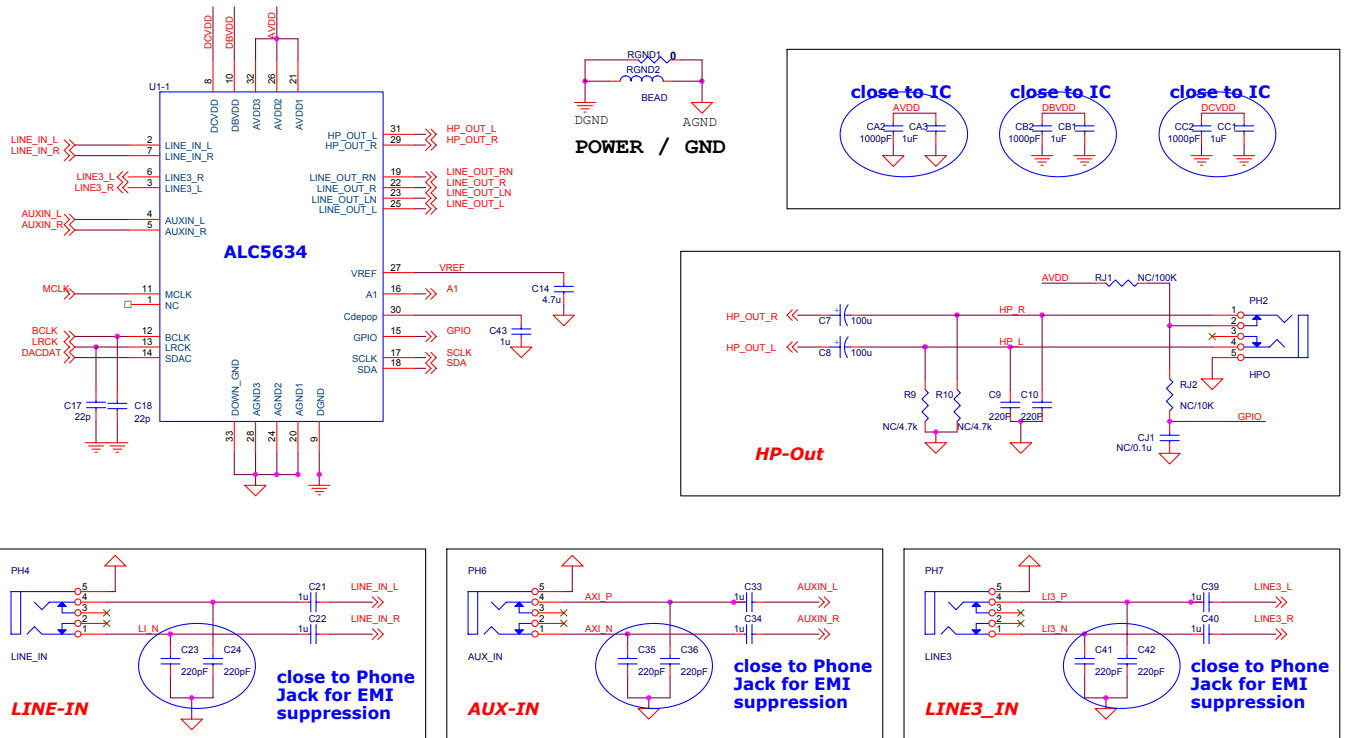 DCVDD
DBVDD
AVDD
8
10
32
26
21
U1-1
DCVDD
DBVDD
AVDD3
AVDD2
AVDD1
LINE_IN_L
LINE_IN_R
2
7
LINE_IN_L
LINE_IN_R
LINE3_L
LINE3_R
6
3
LINE3_R
LINE3_L
AUXIN_L
AUXIN_R
4
5
AUXIN_L
AUXIN_R
ALC5634
MCLK
11
1
MCLK
NC
BCLK
LRCK
DACDAT
12
13
14
BCLK
LRCK
SDAC
HP_OUT_L
HP_OUT_R
31
29
HP_OUT_L
HP_OUT_R
LINE_OUT_RN
LINE_OUT_R
LINE_OUT_LN
LINE_OUT_L
19
22
23
25
LINE_OUT_RN
LINE_OUT_R
LINE_OUT_LN
LINE_OUT_L
VREF
27
VREF
A1
16
A1
Cdepop
30
GPIO
15
GPIO
SCLK
SDA
17
18
SCLK
SDA
C14
4.7u
C43
1u
C17
22p
C18
22p
DOWN_GND
AGND3
AGND2
AGND1
DGND
33
28
24
20
9
RGND1
0
RGND2
BEAD
DGND
AGND
POWER / GND
close to IC
AVDD
CA2
CA3
1000pF
1uF
close to IC
DBVDD
CB2
CB1
1000pF
1uF
close to IC
DCVDD
CC2
CC1
1000pF
1uF
AVDD
RJ1
NC/100K
HP_OUT_R
C7
100u
HP_R
HP_OUT_L
C8
100u
HP_L
PH2
1
2
3
4
5
HPO
R9
R10
NC/4.7k
NC/4.7k
C9
C10
220P
220P
RJ2
NC/10K
GPIO
CJ1
NC/0.1u
HP-Out
PH4
5
4
3
2
1
LINE_IN
LI_N
C21
1u
LINE_IN_L
C22
1u
LINE_IN_R
C23
C24
220pF
220pF
close to Phone
Jack for EMI
suppression
LINE-IN
PH6
5
4
3
2
1
AUX_IN
AXI_P
AXI_N
C33
1u
AUXIN_L
C34
1u
AUXIN_R
C35
C36
220pF
220pF
close to Phone
Jack for EMI
suppression
AUX-IN
PH7
5
4
3
2
1
LINE3
LI3_P
LI3_N
C39
1u
LINE3_L
C40
1u
LINE3_R
C41
C42
220pF
220pF
close to Phone
Jack for EMI
suppression
LINE3_IN